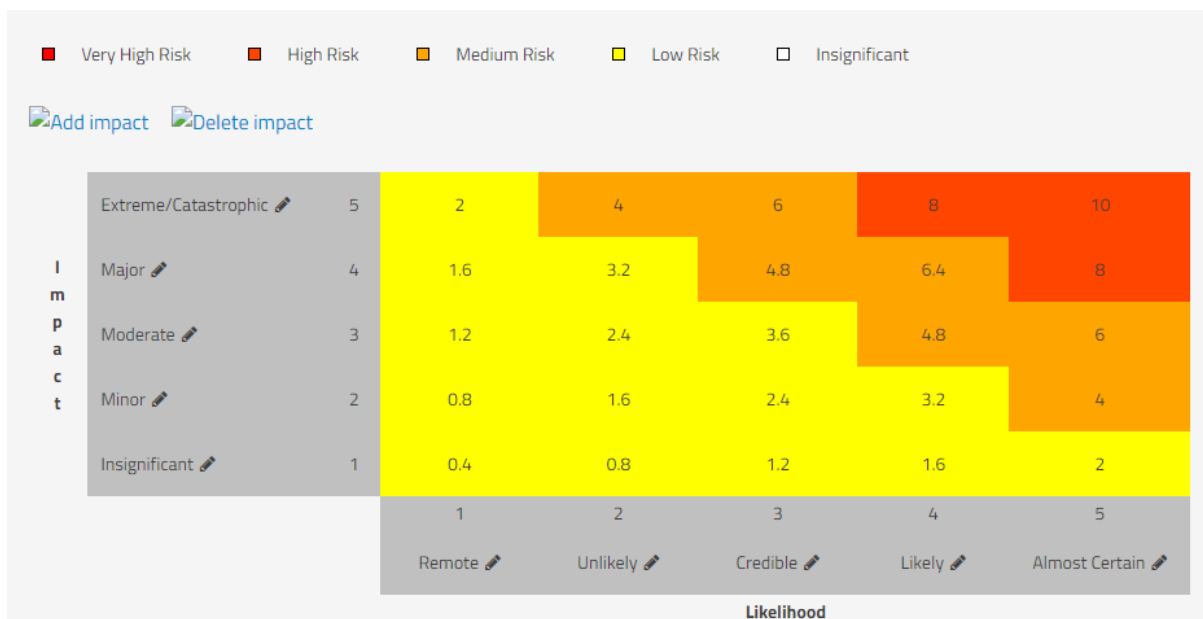 Very High Risk High Risk Medium Risk Low Risk Insignificant
Add impact Delete impact
Impact
Extreme/Catastrophic 5 2 4 6 8 10
Major 4 1.6 3.2 4.8 6.4 8
Moderate 3 1.2 2.4 3.6 4.8 6
Minor 2 0.8 1.6 2.4 3.2 4
Insignificant 1 0.4 0.8 1.2 1.6 2
1 2 3 4 5
Remote Unlikely Credible Likely Almost Certain
Likelihood